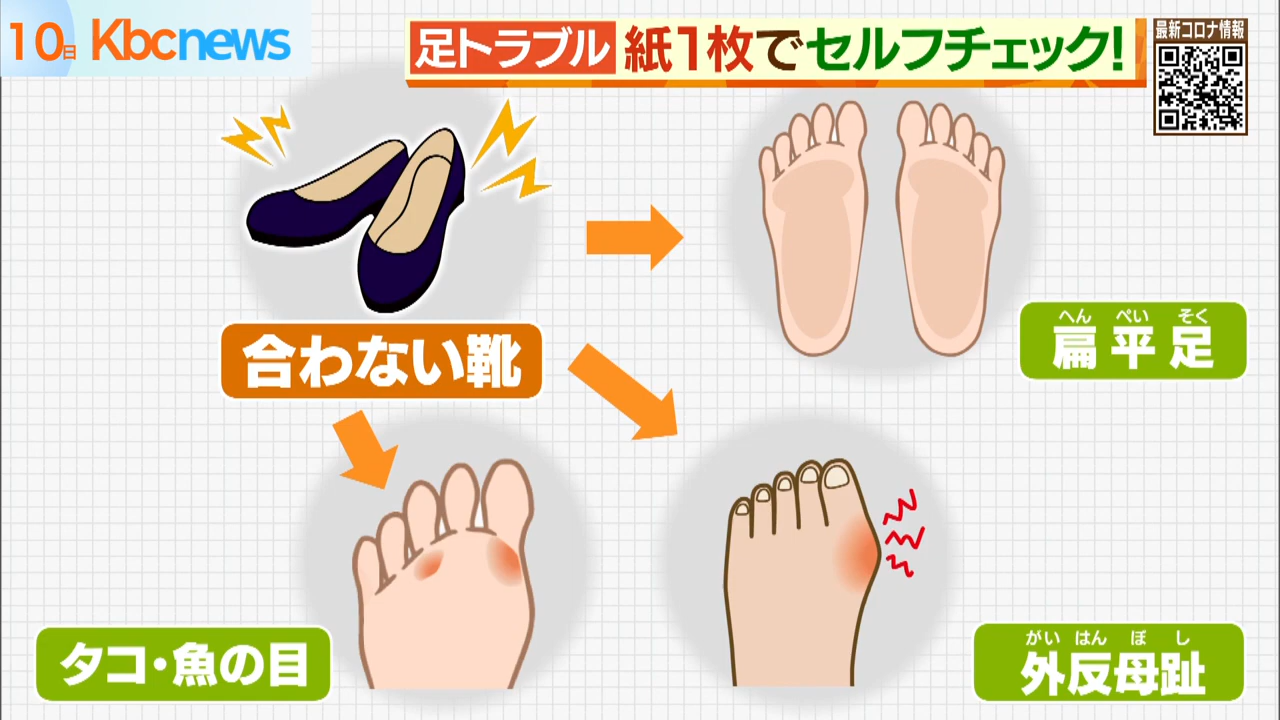 10日 Kbcnews
足トラブル 紙1枚でセルフチェック!
最新コロナ情報
合わない靴
へん ぺい そく
扁平足
タコ・魚の目
がい はん ぼ し
外反母趾